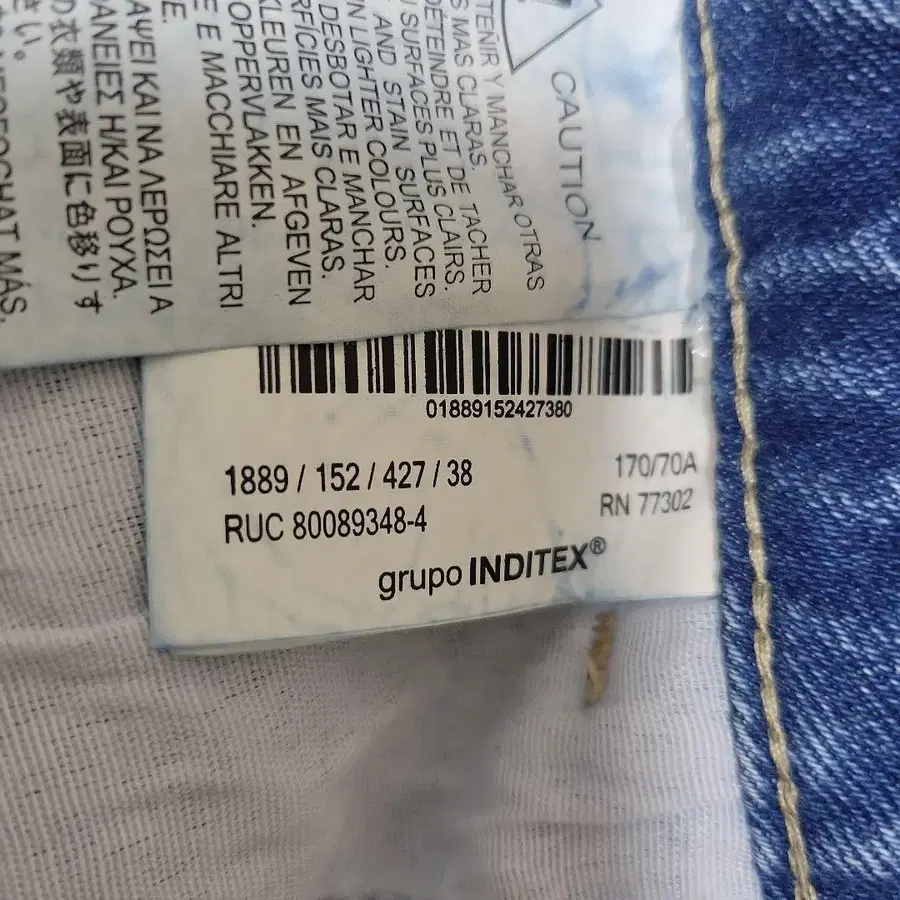 CAUTION
TEÑIR Y MANCHAR OTRAS
MAS CLARAS.
DÉTEINDRE ET DE TACHER
SURFACES PLUS CLAIRS.
AND STAIN SURFACES
IN LIGHTER COLOURS.
DESBOTAR E MANCHAR
MAIS CLARAS.
KLEUREN EN AFGEVEN
OPPERVLAKKEN.
E MACCHIARE ALTRI
ΚΑΙ ΝΑ ΛΕΡΩΣΕΙ Α
Η/ΚΑΙ ΡΟΥΧΑ.
の衣類や表面に色移りす
さい。
MÁS,
01889152427380
1889 / 152 / 427 / 38 170/70A
RUC 80089348-4 RN 77302
grupo INDITEX®